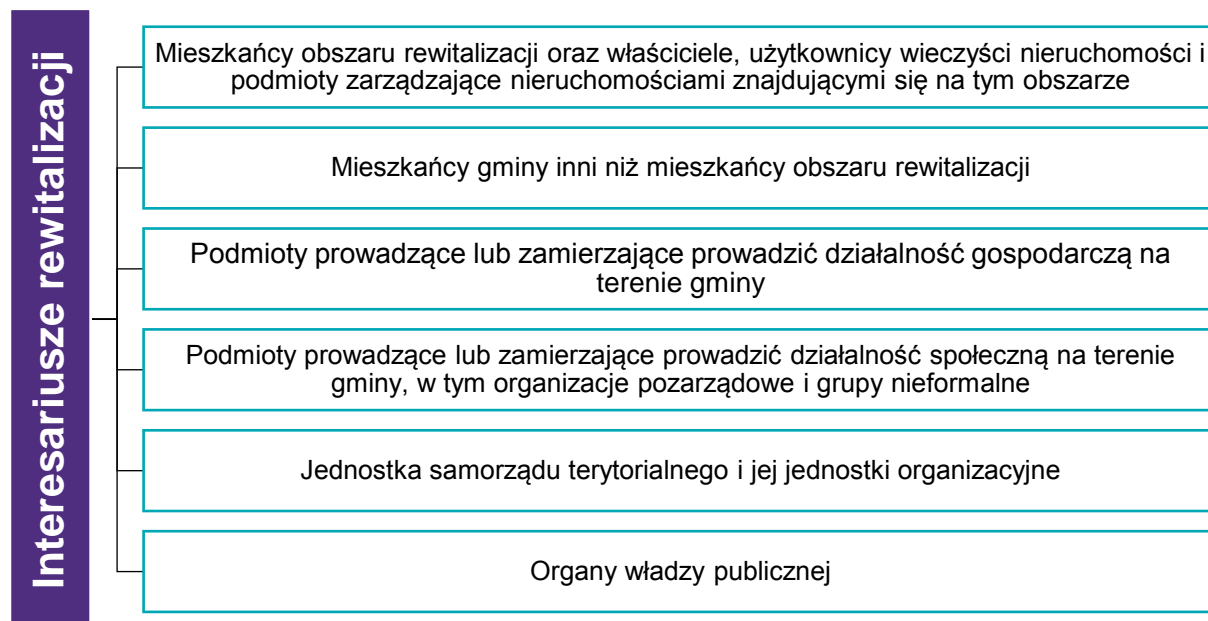 Interesariusze rewitalizacji
Mieszkańcy obszaru rewitalizacji oraz właściciele, użytkownicy wieczyści nieruchomości i
podmioty zarządzające nieruchomościami znajdującymi się na tym obszarze
Mieszkańcy gminy inni niż mieszkańcy obszaru rewitalizacji
Podmioty prowadzące lub zamierzające prowadzić działalność gospodarczą na
terenie gminy
Podmioty prowadzące lub zamierzające prowadzić działalność społeczną na terenie
gminy, w tym organizacje pozarządowe i grupy nieformalne
Jednostka samorządu terytorialnego i jej jednostki organizacyjne
Organy władzy publicznej